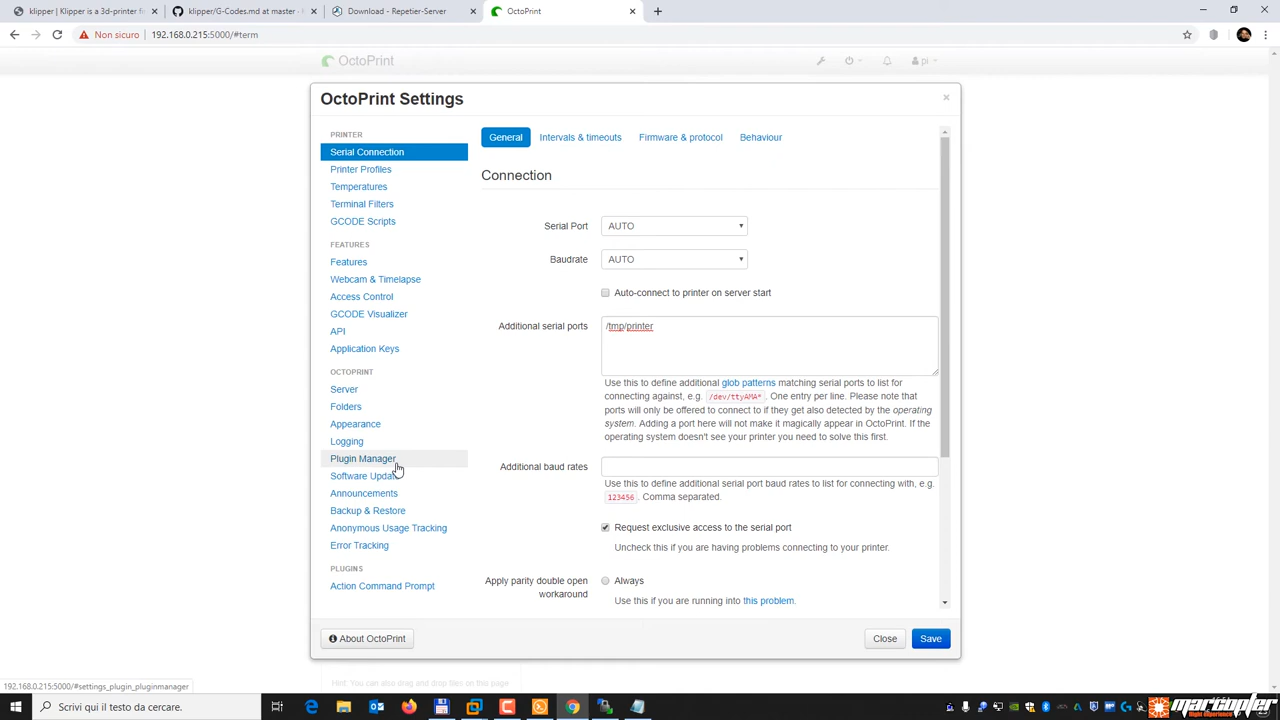 klipper | Klipper is a 3d-printer f
klipper/G-Codes.md at master · k
Download – Repetier-Server
OctoPrint
Non sicuro
192.168.0.215:5000/#term
OctoPrint
pi
OctoPrint Settings
PRINTER
Serial Connection
Printer Profiles
Temperatures
Terminal Filters
GCODE Scripts
FEATURES
Features
Webcam & Timelapse
Access Control
GCODE Visualizer
API
Application Keys
OCTOPRINT
Server
Folders
Appearance
Logging
Plugin Manager
Software Update
Announcements
Backup & Restore
Anonymous Usage Tracking
Error Tracking
PLUGINS
Action Command Prompt
General
Intervals & timeouts
Firmware & protocol
Behaviour
Connection
Serial Port
AUTO
Baudrate
AUTO
Auto-connect to printer on server start
Additional serial ports
/tmp/printer
Use this to define additional glob patterns matching serial ports to list for
connecting against, e.g. /dev/ttyAMA* . One entry per line. Please note that
ports will only be offered to connect to if they get also detected by the operating
system. Adding a port here will not make it magically appear in OctoPrint. If the
operating system doesn't see your printer you need to solve this first.
Additional baud rates
Use this to define additional serial port baud rates to list for connecting with, e.g.
123456 . Comma separated.
Request exclusive access to the serial port
Uncheck this if you are having problems connecting to your printer.
Apply parity double open
workaround
Always
Use this if you are running into this problem.
About OctoPrint
Close
Save
Hint: You can also drag and drop files on this page
192.168.0.215:5000/#settings_plugin_pluginmanager
Scrivi qui il testo da cercare.
marcopter